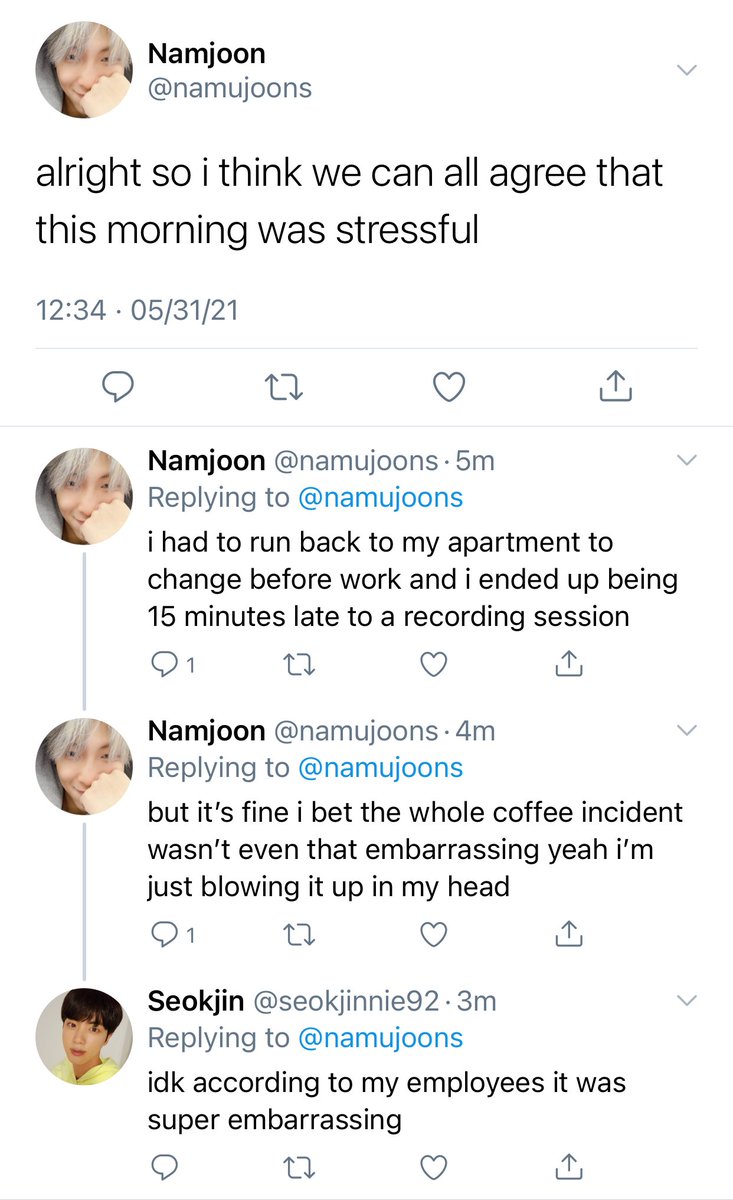 Namjoon
@namujoons
alright so i think we can all agree that
this morning was stressful
12:34 · 05/31/21
Namjoon @namujoons · 5m
Replying to @namujoons
i had to run back to my apartment to
change before work and i ended up being
15 minutes late to a recording session
1
Namjoon @namujoons · 4m
Replying to @namujoons
but it’s fine i bet the whole coffee incident
wasn’t even that embarrassing yeah i’m
just blowing it up in my head
1
Seokjin @seokjinnie92 · 3m
Replying to @namujoons
idk according to my employees it was
super embarrassing